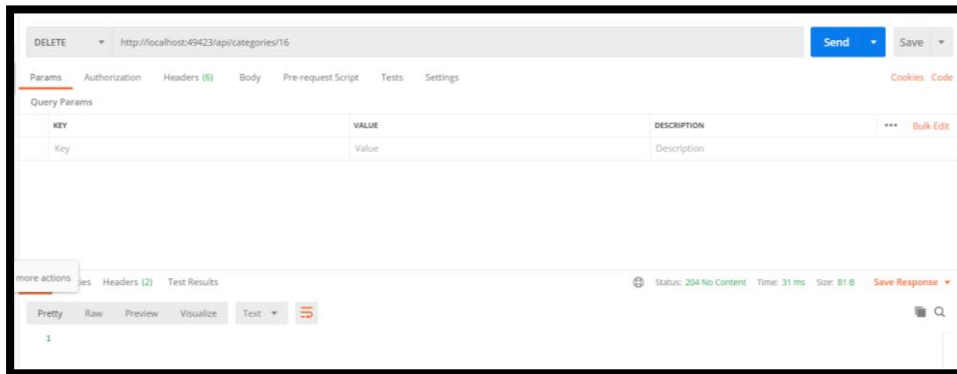 DELETE http://localhost:49423/api/categories/16 Send Save
Params Authorization Headers (6) Body Pre-request Script Tests Settings Cookies Code
Query Params
KEY VALUE DESCRIPTION ••• Bulk Edit
Key Value Description
more actions ies Headers (2) Test Results Status: 204 No Content Time: 31 ms Size: 81 B Save Response
Pretty Raw Preview Visualize Text
1